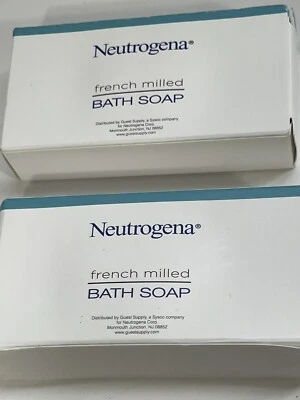 Neutrogena®
french milled
BATH SOAP
Distributed by Guest Supply, a Sysco company
for Neutrogena Corp.
Monmouth Junction, NJ 08852
www.guestsupply.com
Neutrogena®
french milled
BATH SOAP
Distributed by Guest Supply, a Sysco company
for Neutrogena Corp.
Monmouth Junction, NJ 08852
www.guestsupply.com